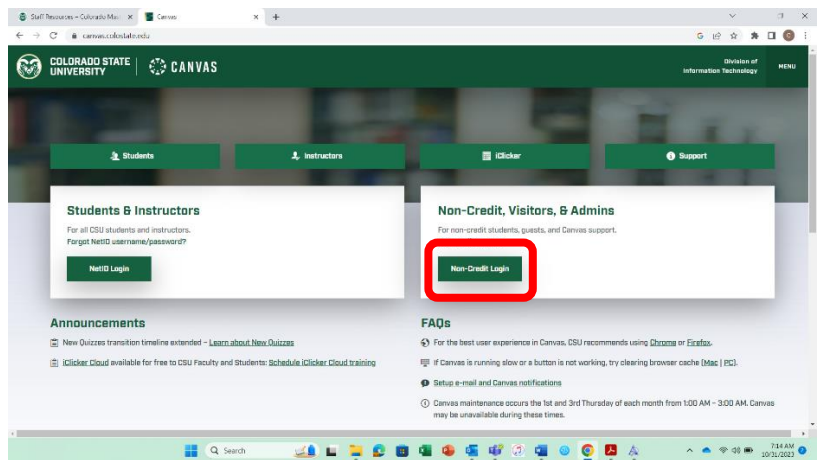 Staff Resources – Colorado Mas
Canvas
canvas.colostate.edu
COLORADO STATE
UNIVERSITY
CANVAS
Division of
Information Technology
MENU
Students
Instructors
iClicker
Support
Students & Instructors
For all CSU students and instructors.
Forgot NetID username/password?
NetID Login
Non-Credit, Visitors, & Admins
For non-credit students, guests, and Canvas support.
Non-Credit Login
Announcements
New Quizzes transition timeline extended – Learn about New Quizzes
iClicker Cloud available for free to CSU Faculty and Students: Schedule iClicker Cloud training
FAQs
For the best user experience in Canvas, CSU recommends using Chrome or Firefox.
If Canvas is running slow or a button is not working, try clearing browser cache [Mac | PC].
Setup e-mail and Canvas notifications
Canvas maintenance occurs the 1st and 3rd Thursday of each month from 1:00 AM – 3:00 AM. Canvas
may be unavailable during these times.
Search
7:14 AM
10/31/2023